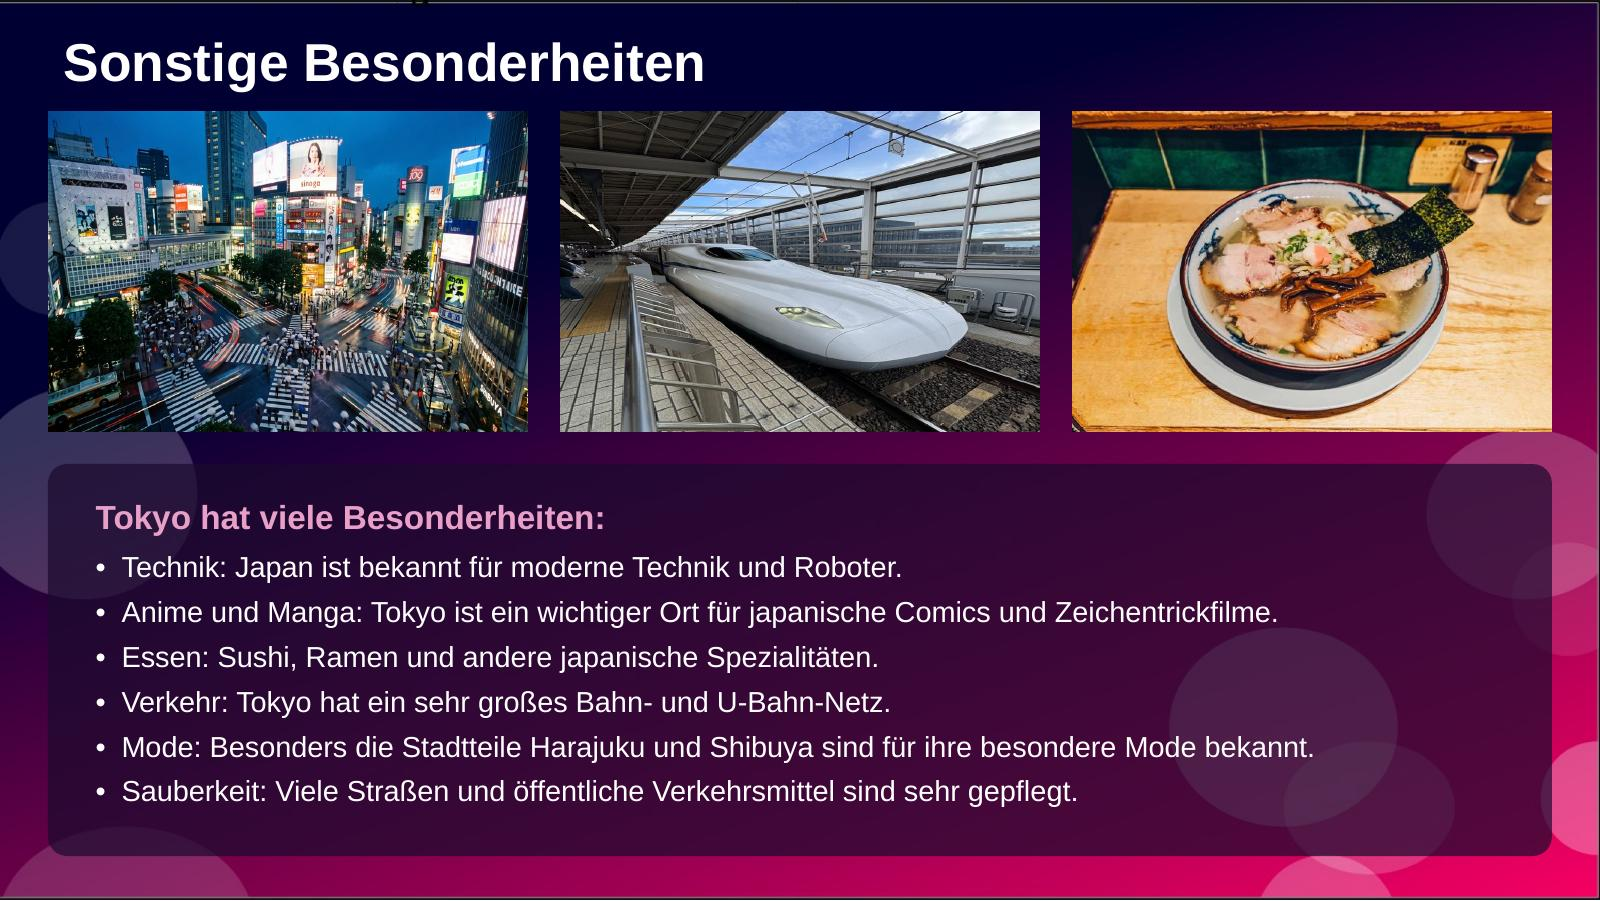 Sonstige Besonderheiten
Tokyo hat viele Besonderheiten:
• Technik: Japan ist bekannt für moderne Technik und Roboter.
• Anime und Manga: Tokyo ist ein wichtiger Ort für japanische Comics und Zeichentrickfilme.
• Essen: Sushi, Ramen und andere japanische Spezialitäten.
• Verkehr: Tokyo hat ein sehr großes Bahn- und U-Bahn-Netz.
• Mode: Besonders die Stadtteile Harajuku und Shibuya sind für ihre besondere Mode bekannt.
• Sauberkeit: Viele Straßen und öffentliche Verkehrsmittel sind sehr gepflegt.